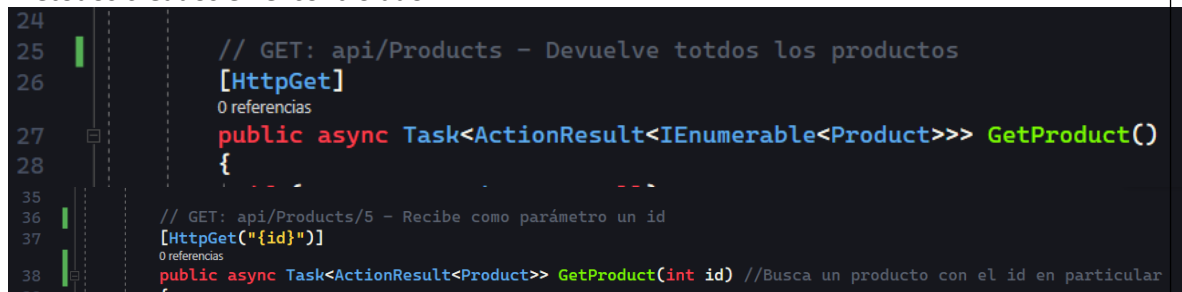 24
25 // GET: api/Products - Devuelve totdos los productos
26 [HttpGet]
0 referencias
27 public async Task<ActionResult<IEnumerable<Product>>> GetProduct()
28 {
35
36 // GET: api/Products/5 - Recibe como parámetro un id
37 [HttpGet("{id}")]
0 referencias
38 public async Task<ActionResult<Product>> GetProduct(int id) //Busca un producto con el id en particular